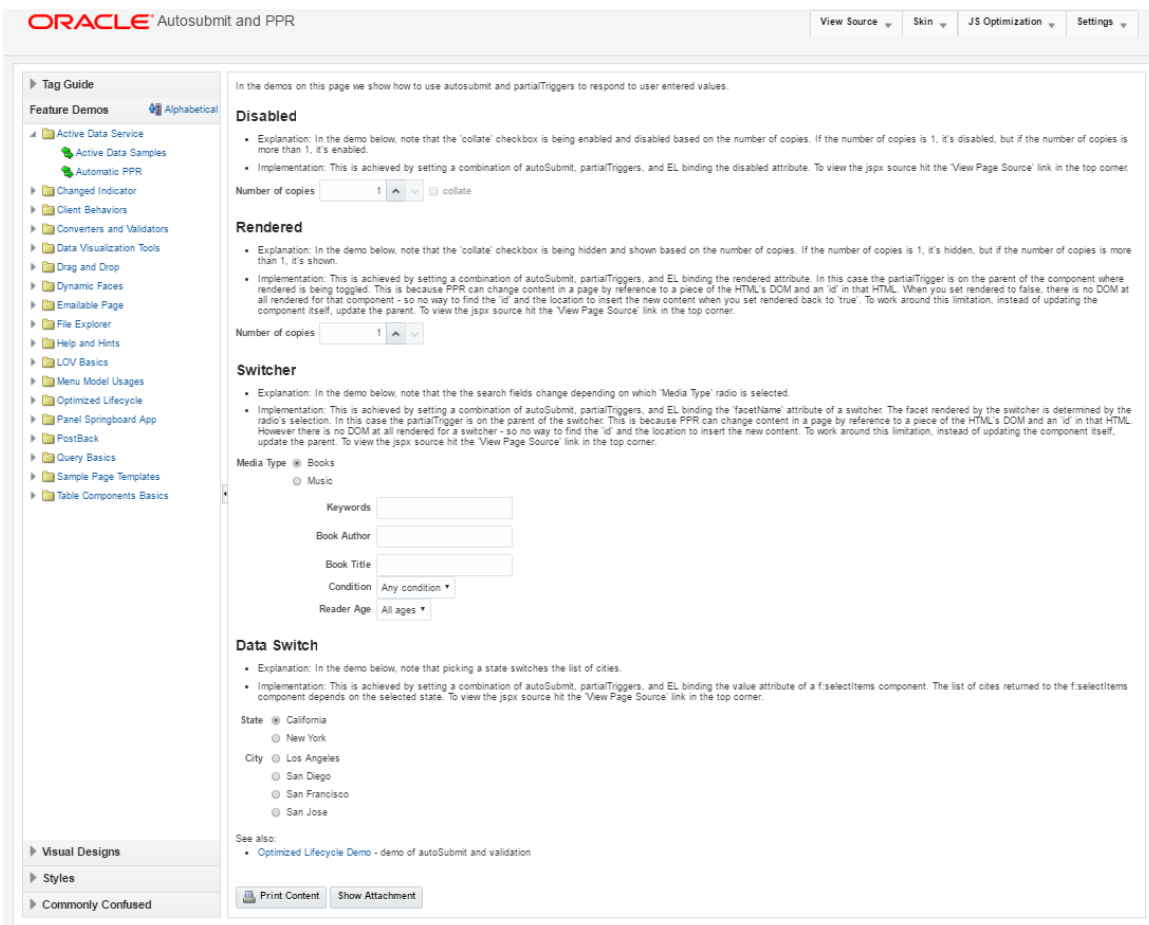 ORACLE Autosubmit and PPR
View Source
Skin
JS Optimization
Settings
Tag Guide
Feature Demos
Alphabetical
Active Data Service
Active Data Samples
Automatic PPR
Changed Indicator
Client Behaviors
Converters and Validators
Data Visualization Tools
Drag and Drop
Dynamic Faces
Emailable Page
File Explorer
Help and Hints
LOV Basics
Menu Model Usages
Optimized Lifecycle
Panel Springboard App
PostBack
Query Basics
Sample Page Templates
Table Components Basics
Visual Designs
Styles
Commonly Confused
In the demos on this page we show how to use autosubmit and partialTriggers to respond to user entered values.
Disabled
• Explanation: In the demo below, note that the 'collate' checkbox is being enabled and disabled based on the number of copies. If the number of copies is 1, it's disabled, but if the number of copies is
more than 1, it's enabled.
• Implementation: This is achieved by setting a combination of autoSubmit, partialTriggers, and EL binding the disabled attribute. To view the jspx source hit the 'View Page Source' link in the top corner.
Number of copies 1 collate
Rendered
• Explanation: In the demo below, note that the 'collate' checkbox is being hidden and shown based on the number of copies. If the number of copies is 1, it's hidden, but if the number of copies is more
than 1, it's shown.
• Implementation: This is achieved by setting a combination of autoSubmit, partialTriggers, and EL binding the rendered attribute. In this case the partialTrigger is on the parent of the component where
rendered is being toggled. This is because PPR can change content in a page by reference to a piece of the HTML's DOM and an 'id' in that HTML. When you set rendered to false, there is no DOM at
all rendered for that component - so no way to find the 'id' and the location to insert the new content when you set rendered back to 'true'. To work around this limitation, instead of updating the
component itself, update the parent. To view the jspx source hit the 'View Page Source' link in the top corner.
Number of copies 1
Switcher
• Explanation: In the demo below, note that the the search fields change depending on which 'Media Type' radio is selected.
• Implementation: This is achieved by setting a combination of autoSubmit, partialTriggers, and EL binding the 'facetName' attribute of a switcher. The facet rendered by the switcher is determined by the
radio's selection. In this case the partialTrigger is on the parent of the switcher. This is because PPR can change content in a page by reference to a piece of the HTML's DOM and an 'id' in that HTML.
However there is no DOM at all rendered for a switcher - so no way to find the 'id' and the location to insert the new content. To work around this limitation, instead of updating the component itself,
update the parent. To view the jspx source hit the 'View Page Source' link in the top corner.
Media Type Books
Music
Keywords
Book Author
Book Title
Condition Any condition
Reader Age All ages
Data Switch
• Explanation: In the demo below, note that picking a state switches the list of cities.
• Implementation: This is achieved by setting a combination of autoSubmit, partialTriggers, and EL binding the value attribute of a f:selectItems component. The list of cites returned to the f:selectItems
component depends on the selected state. To view the jspx source hit the 'View Page Source' link in the top corner.
State California
New York
City Los Angeles
San Diego
San Francisco
San Jose
See also:
• Optimized Lifecycle Demo - demo of autoSubmit and validation
Print Content
Show Attachment